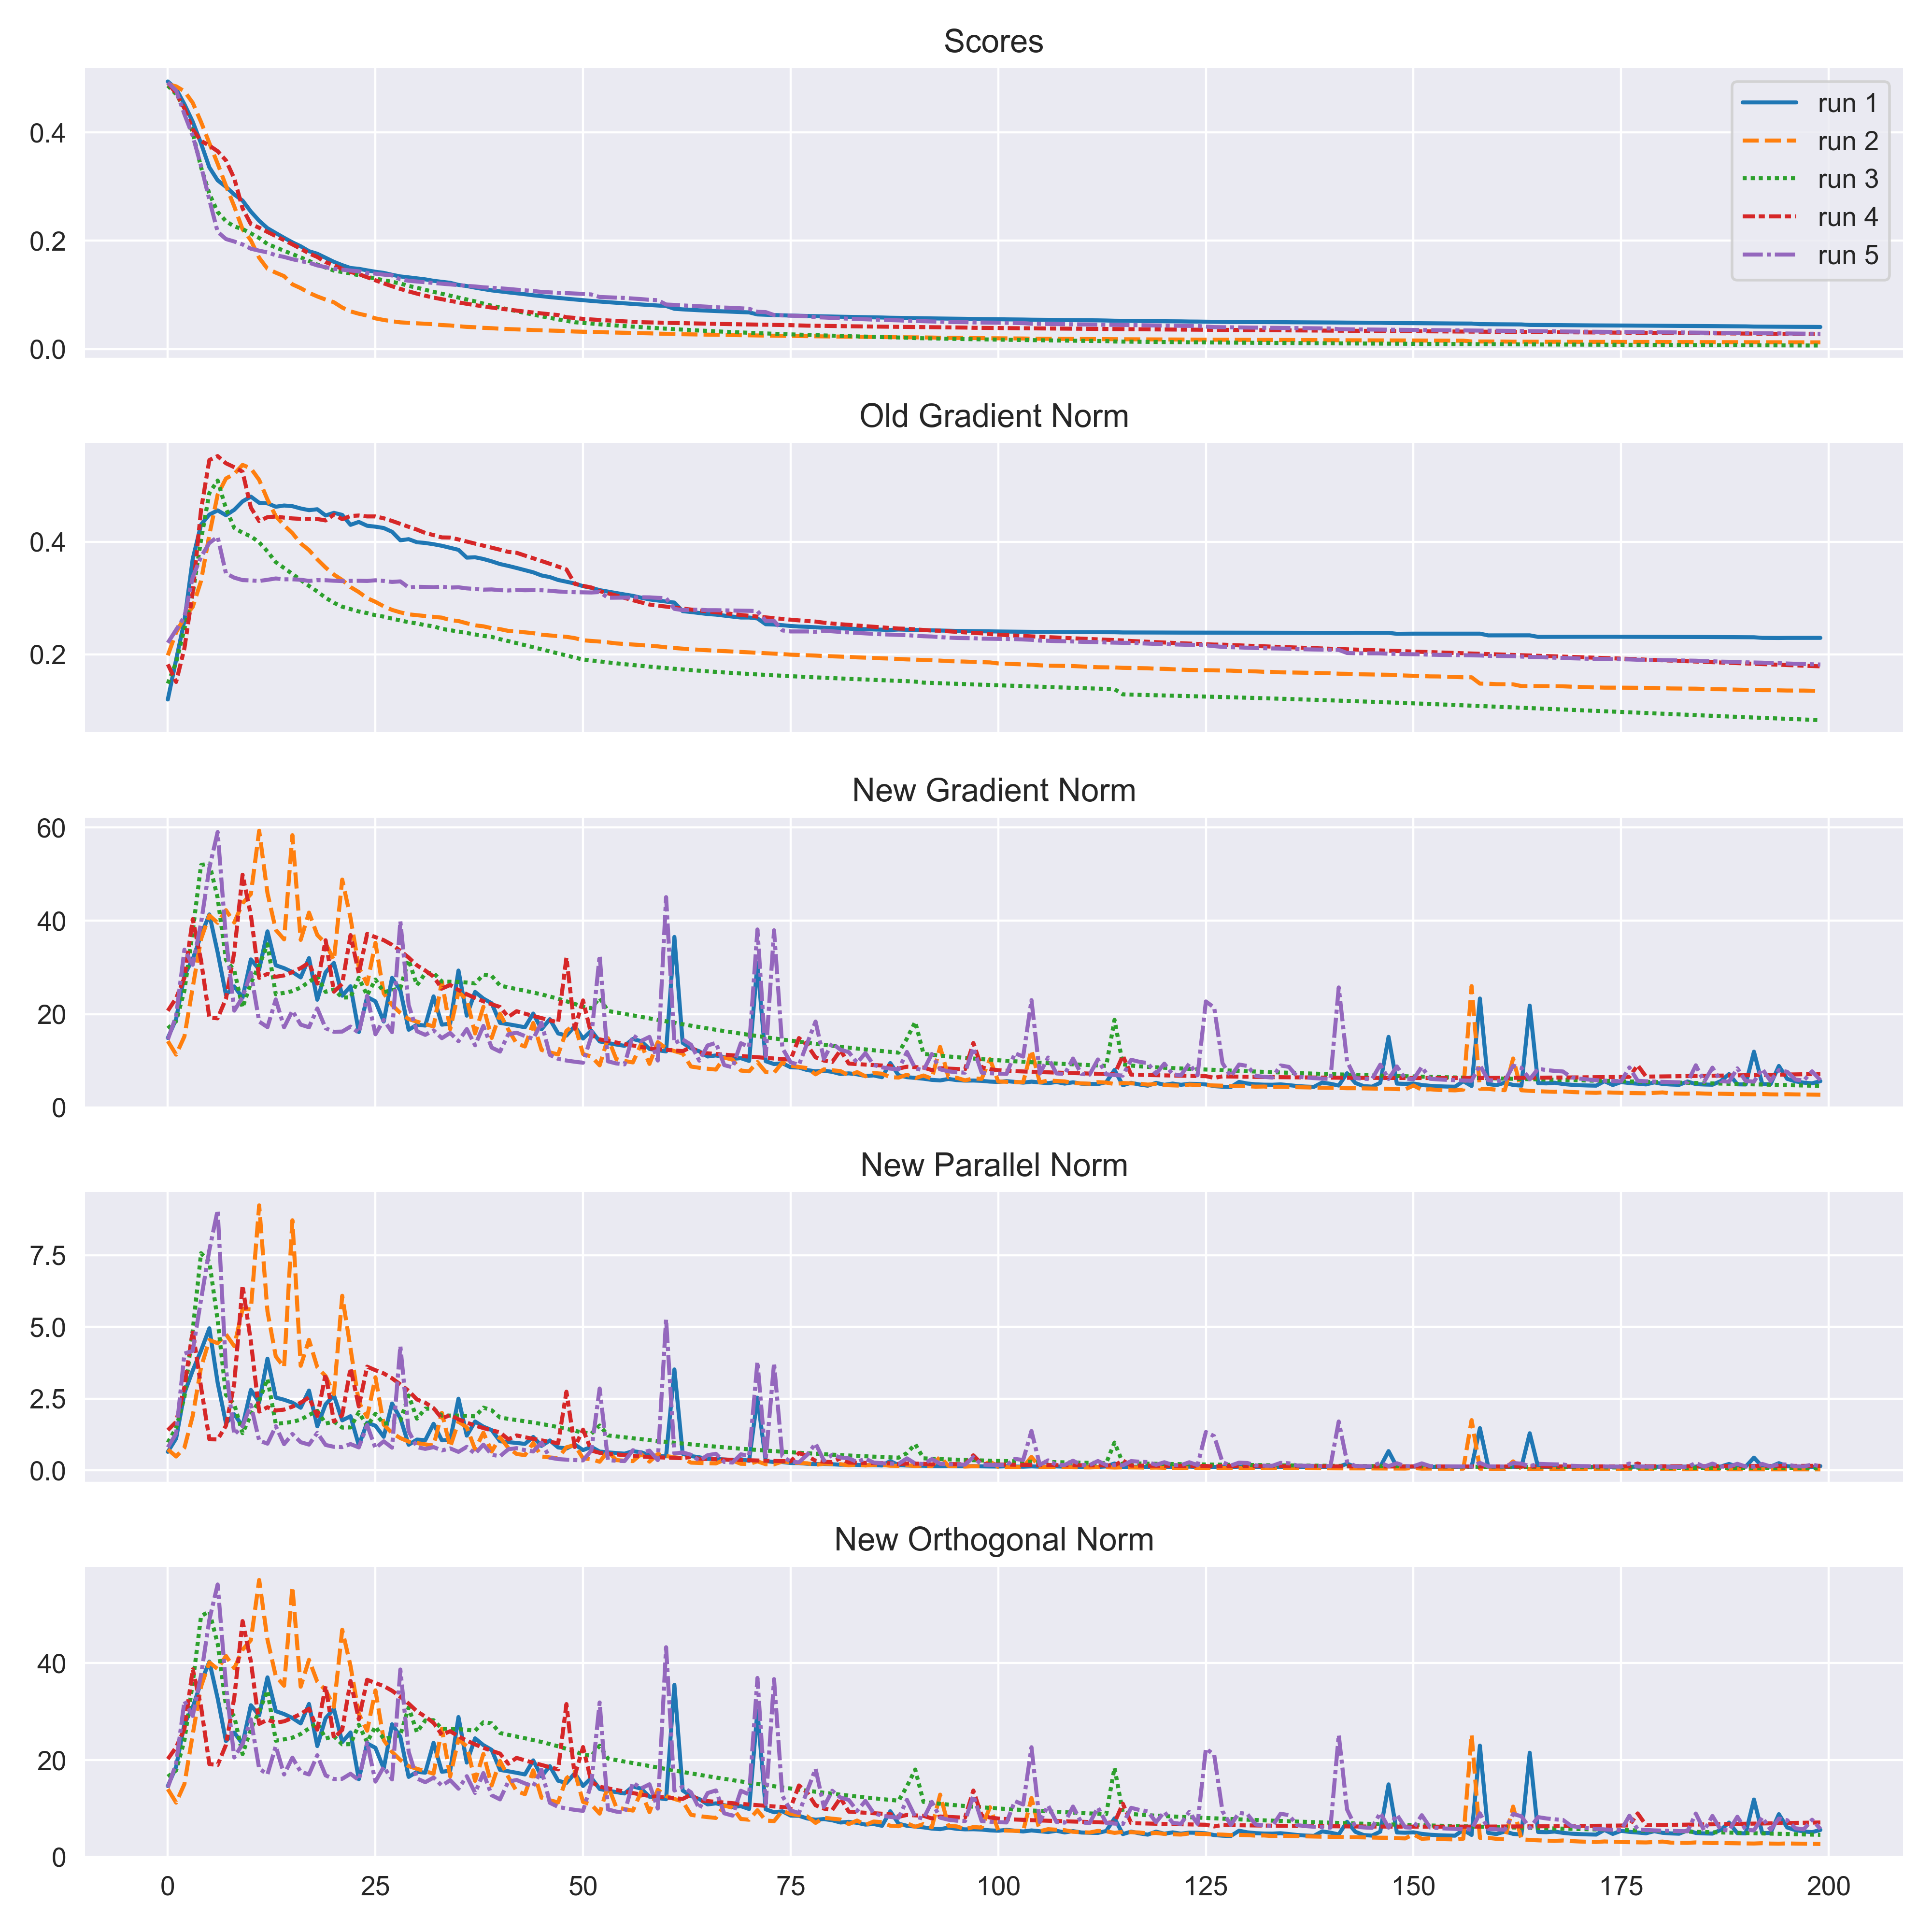 Scores
0.4
0.2
0.0
run 1
run 2
run 3
run 4
run 5
Old Gradient Norm
0.4
0.2
New Gradient Norm
60
40
20
0
New Parallel Norm
7.5
5.0
2.5
0.0
New Orthogonal Norm
40
20
0
0 25 50 75 100 125 150 175 200